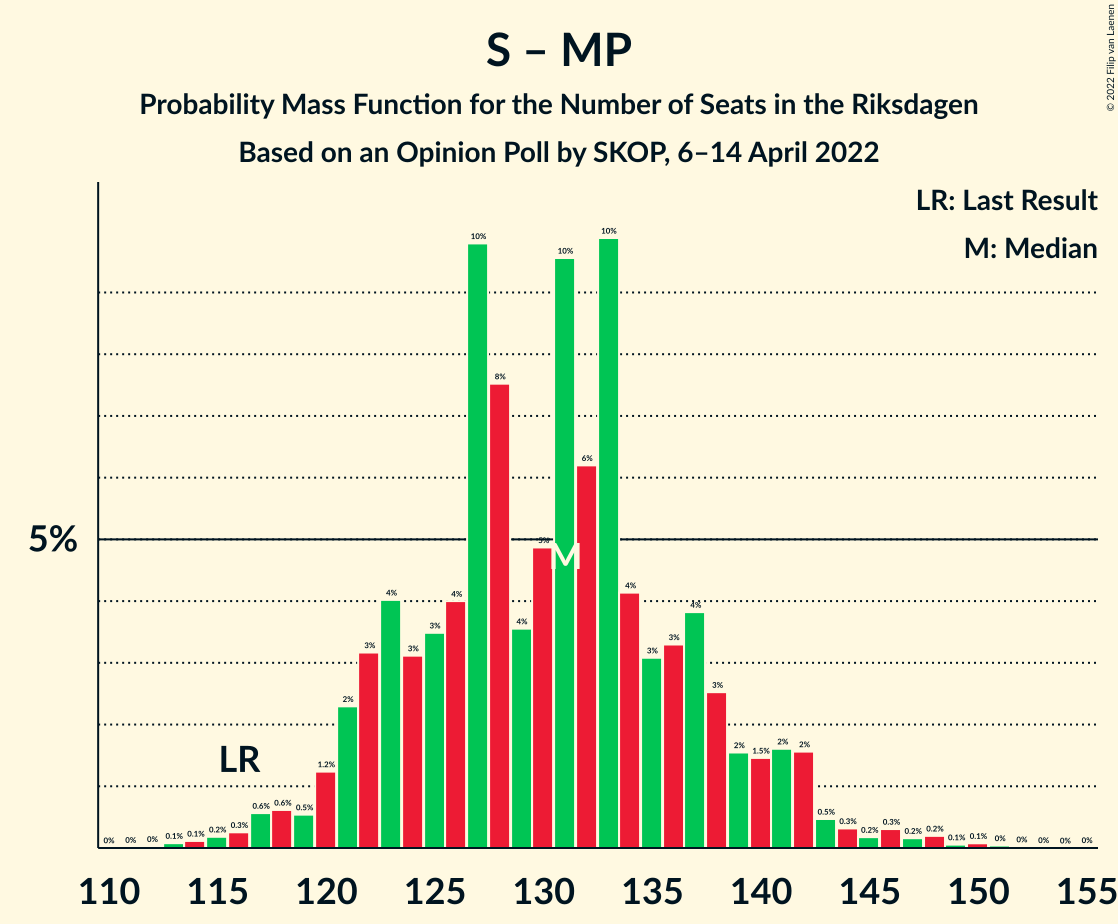 S – MP
Probability Mass Function for the Number of Seats in the Riksdagen
Based on an Opinion Poll by SKOP, 6–14 April 2022
© 2022 Filip van Laenen
LR: Last Result
M: Median
5%
LR
M
0% 0% 0% 0.1% 0.1% 0.2% 0.3% 0.6% 0.6% 0.5% 1.2% 2% 3% 4% 3% 3% 4% 10% 8% 4% 5% 10% 6% 10% 4% 3% 3% 4% 3% 2% 1.5% 2% 2% 0.5% 0.3% 0.2% 0.3% 0.2% 0.2% 0.1% 0.1% 0% 0% 0% 0% 0%
110 115 120 125 130 135 140 145 150 155